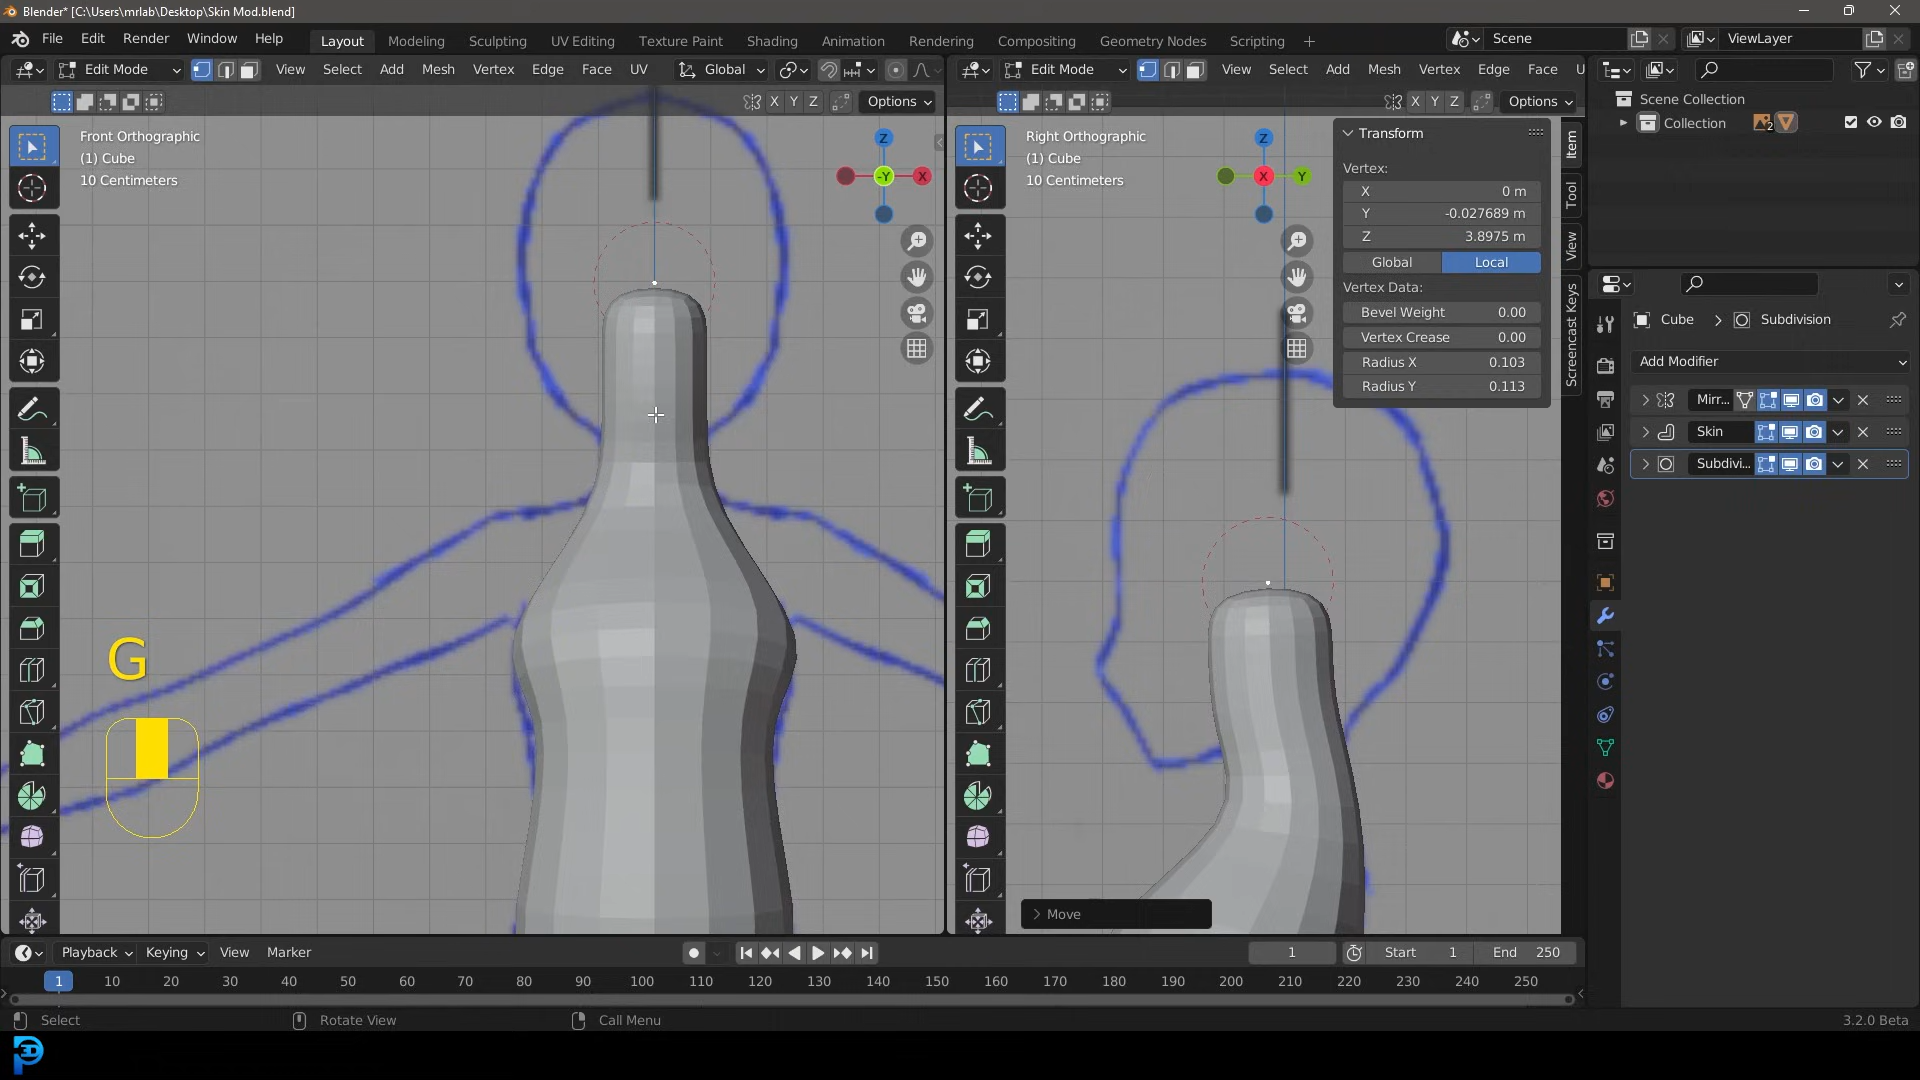 Blender* [C:\Users\mrlab\Desktop\Skin Mod.blend]
File Edit Render Window Help
Layout Modeling Sculpting UV Editing Texture Paint Shading Animation Rendering Compositing Geometry Nodes Scripting +
Scene
ViewLayer
Edit Mode View Select Add Mesh Vertex Edge Face UV Global
Edit Mode View Select Add Mesh Vertex Edge Face U
X Y Z Options
X Y Z Options
Front Orthographic
(1) Cube
10 Centimeters
Z
-Y
X
Right Orthographic
(1) Cube
10 Centimeters
Z
X
Y
Transform
Vertex:
X 0 m
Y -0.027689 m
Z 3.8975 m
Global Local
Vertex Data:
Bevel Weight 0.00
Vertex Crease 0.00
Radius X 0.103
Radius Y 0.113
Item
Tool
View
Screencast Keys
Scene Collection
Collection 2
Cube > Subdivision
Add Modifier
Mirr...
Skin
Subdivi...
G
> Move
Playback Keying View Marker
1 Start 1 End 250
1 10 20 30 40 50 60 70 80 90 100 110 120 130 140 150 160 170 180 190 200 210 220 230 240 250
Select Rotate View Call Menu 3.2.0 Beta